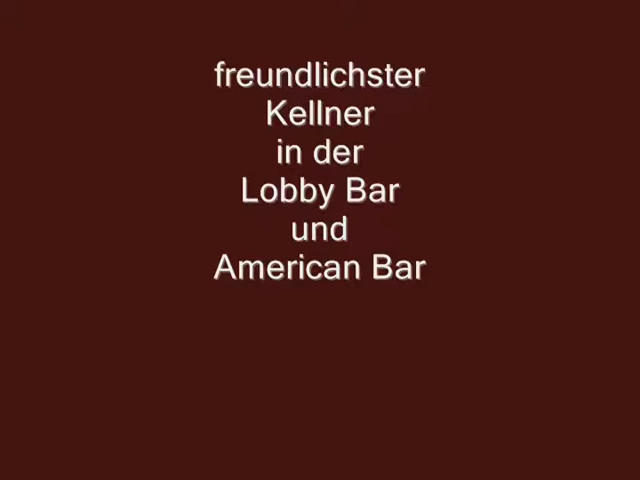 freundlichster
Kellner
in der
Lobby Bar
und
American Bar